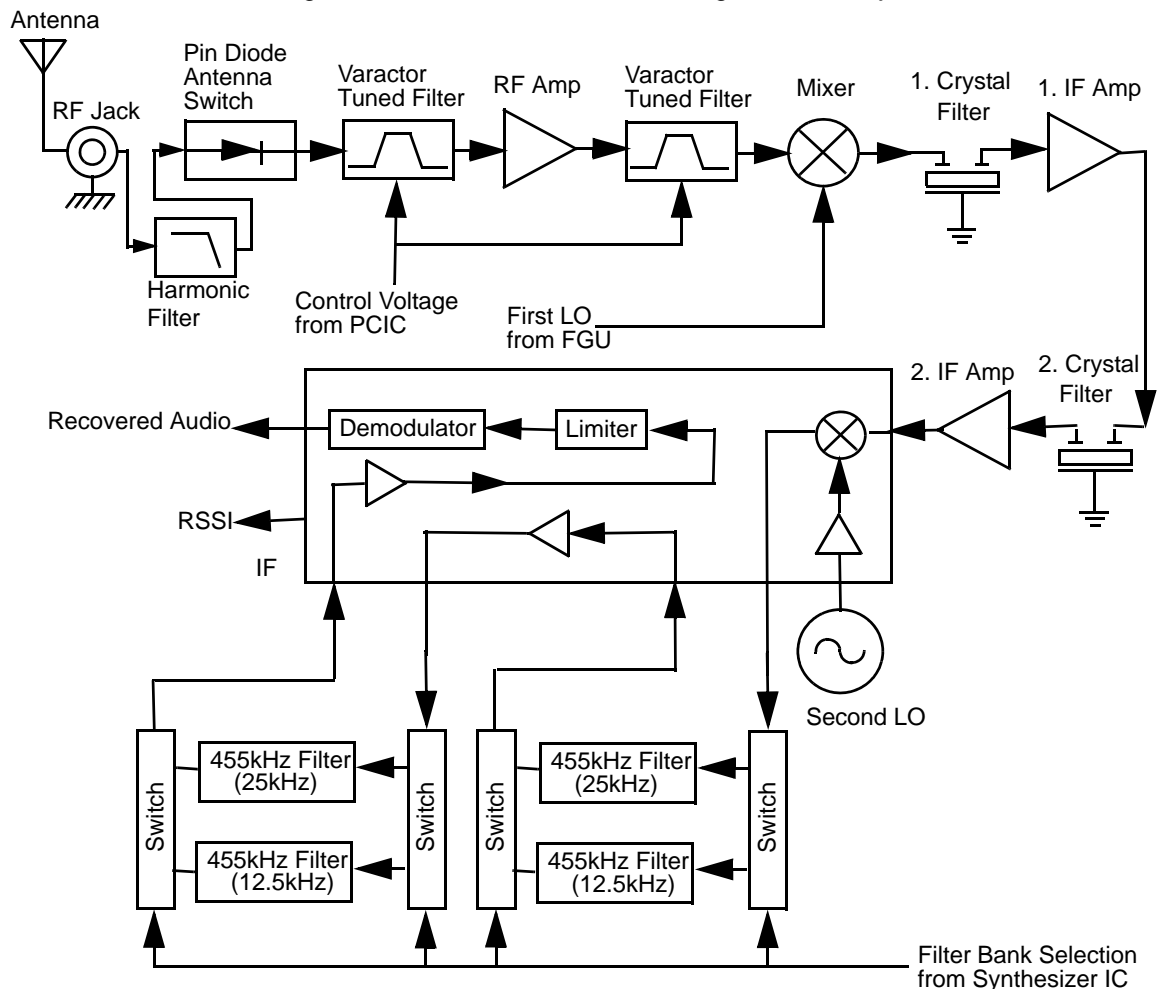 Antenna
RF Jack
Pin Diode
Antenna
Switch
Varactor
Tuned Filter
RF Amp
Varactor
Tuned Filter
Mixer
1. Crystal
Filter
1. IF Amp
Harmonic
Filter
Control Voltage
from PCIC
First LO
from FGU
2. IF Amp
2. Crystal
Filter
Recovered Audio
Demodulator
Limiter
RSSI
IF
Second LO
Switch
455kHz Filter
(25kHz)
455kHz Filter
(12.5kHz)
Switch
Switch
455kHz Filter
(25kHz)
455kHz Filter
(12.5kHz)
Switch
Filter Bank Selection
from Synthesizer IC